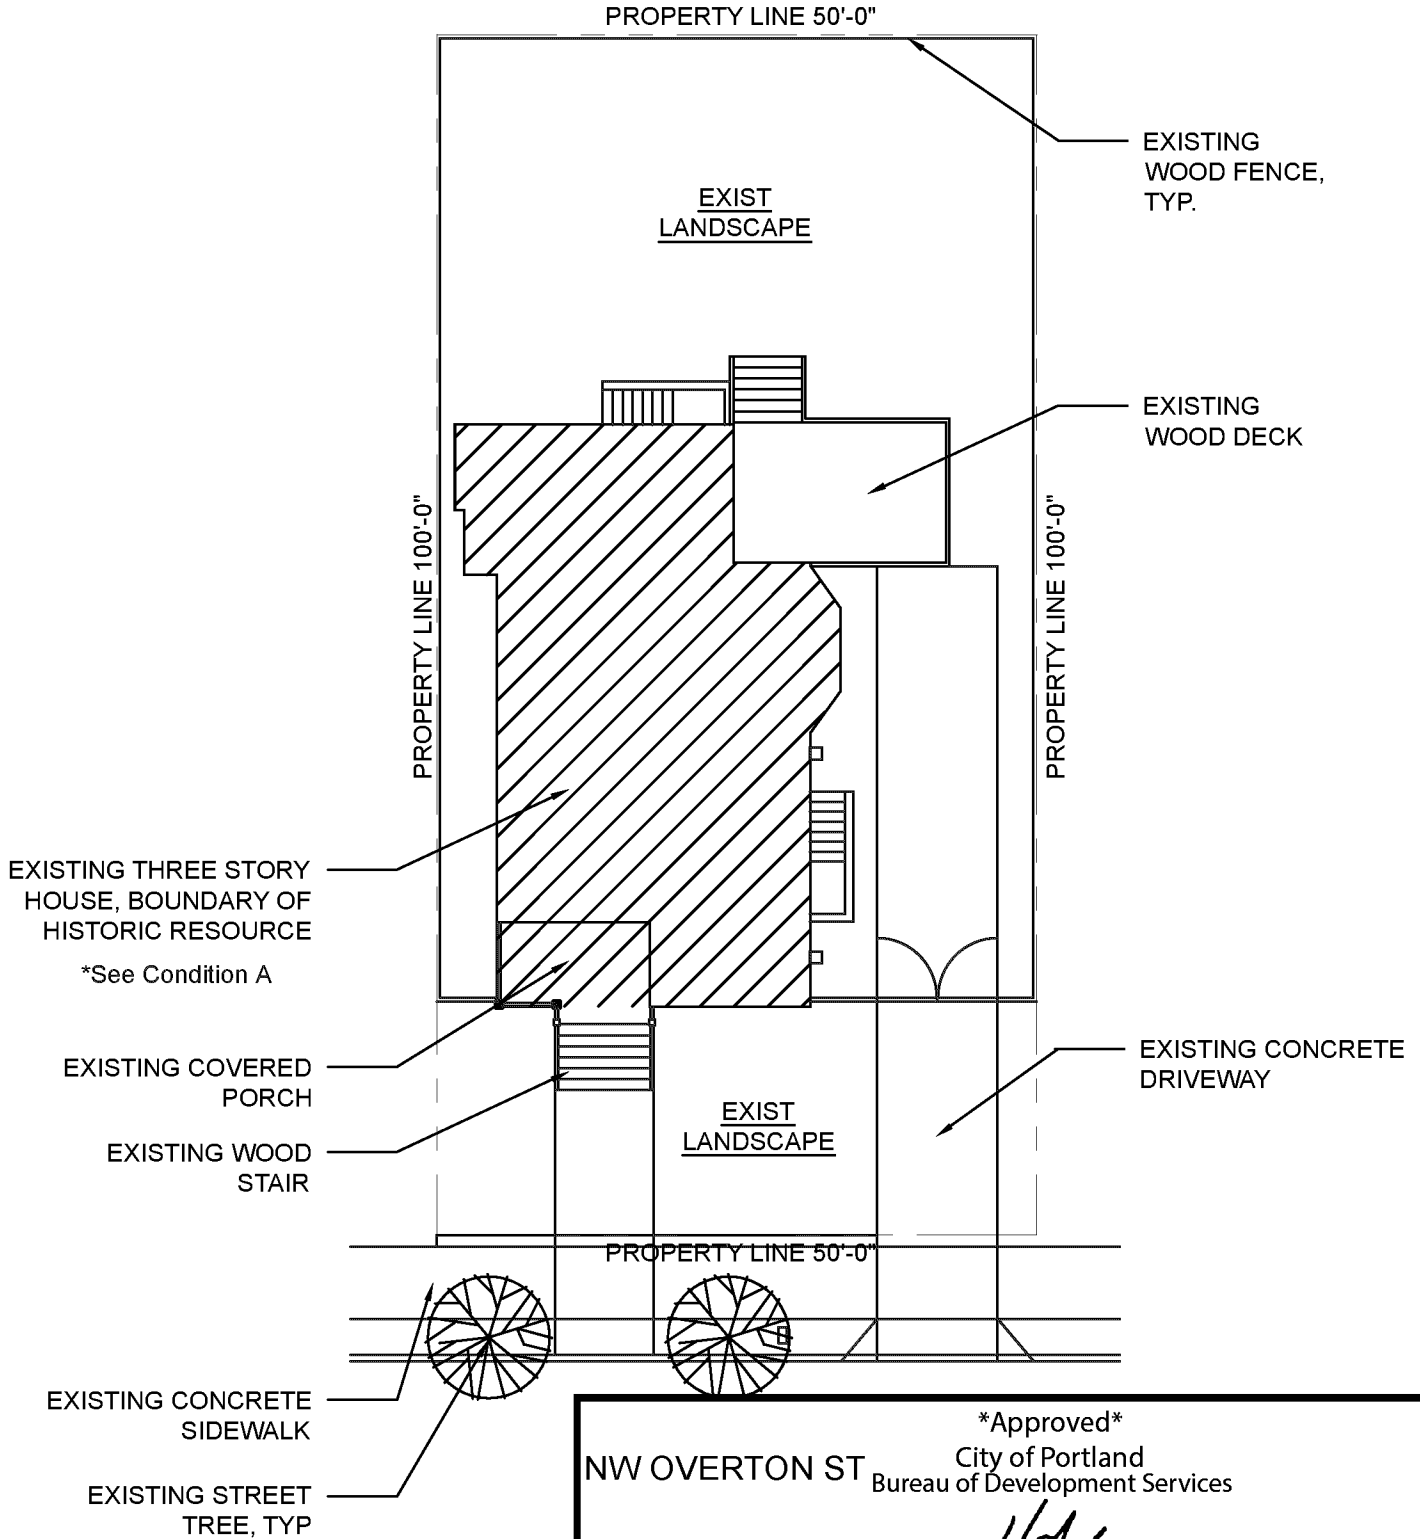 PROPERTY LINE 50'-0"
EXISTING
WOOD FENCE,
TYP.
EXIST
LANDSCAPE
EXISTING
WOOD DECK
PROPERTY LINE 100'-0"
PROPERTY LINE 100'-0"
EXISTING THREE STORY
HOUSE, BOUNDARY OF
HISTORIC RESOURCE
*See Condition A
EXISTING COVERED
PORCH
EXISTING CONCRETE
DRIVEWAY
EXIST
LANDSCAPE
EXISTING WOOD
STAIR
PROPERTY LINE 50'-0"
EXISTING CONCRETE
SIDEWALK
EXISTING STREET
TREE, TYP
NW OVERTON ST
*Approved*
City of Portland
Bureau of Development Services